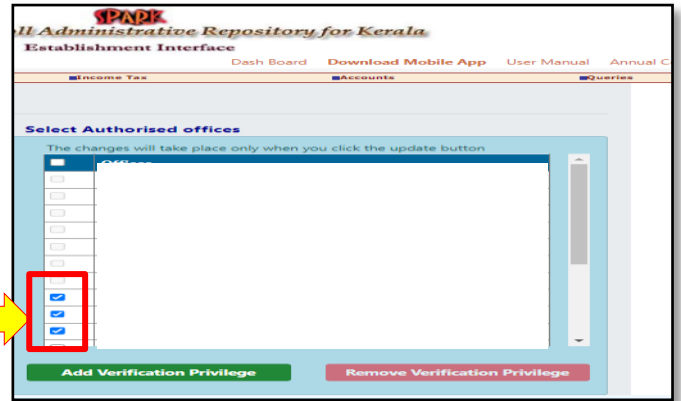 SPARK
ll Administrative Repository for Kerala
Establishment Interface
Dash Board Download Mobile App User Manual Annual C
Income Tax Accounts Queries
Select Authorised offices
The changes will take place only when you click the update button
Offices
Add Verification Privilege Remove Verification Privilege